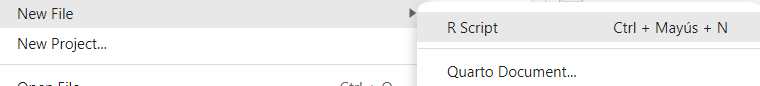 New File
R Script Ctrl + Mayús + N
New Project...
Quarto Document...